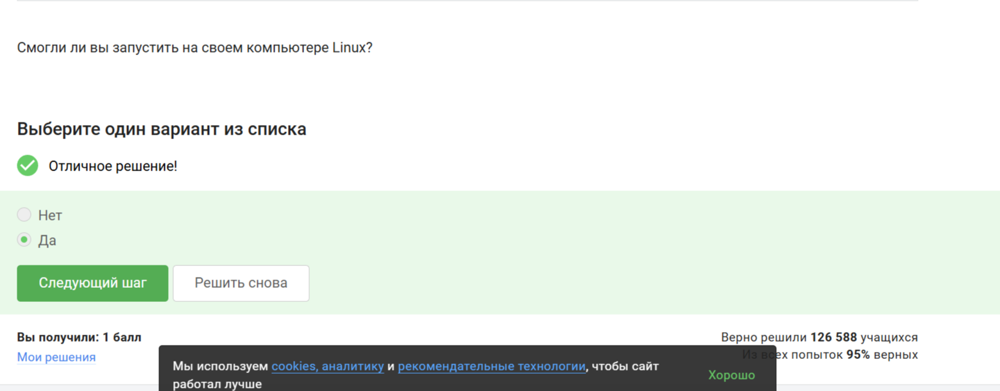 Смогли ли вы запустить на своем компьютере Linux?
Выберите один вариант из списка
Отличное решение!
Нет
Да
Следующий шаг
Решить снова
Вы получили: 1 балл
Мои решения
Верно решили 126 588 учащихся
Из всех попыток 95% верных
Мы используем cookies, аналитику и рекомендательные технологии, чтобы сайт
работал лучше
Хорошо